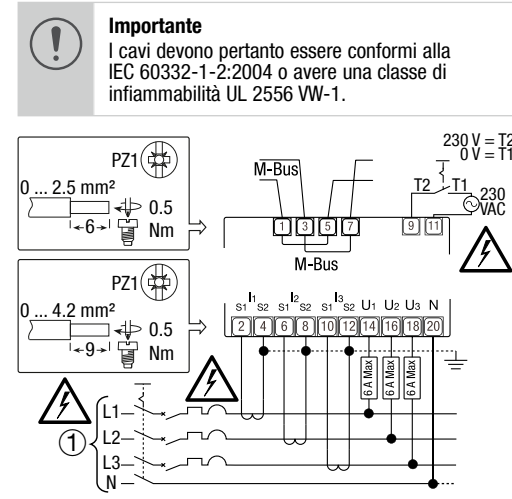 Importante
I cavi devono pertanto essere conformi alla
IEC 60332-1-2:2004 o avere una classe di
infiammabilità UL 2556 VW-1.
PZ1
0 ... 2.5 mm²
6
0.5
Nm
M-Bus
230 V = T2
0 V = T1
T2 T1
230
VAC
1 3 5 7 9 11
M-Bus
PZ1
0 ... 4.2 mm²
9
0.5
Nm
I1 I2 I3
S1 S2 S1 S2 S1 S2 U1 U2 U3 N
2 4 6 8 10 12 14 16 18 20
6 A Max 6 A Max 6 A Max
1
L1
L2
L3
N